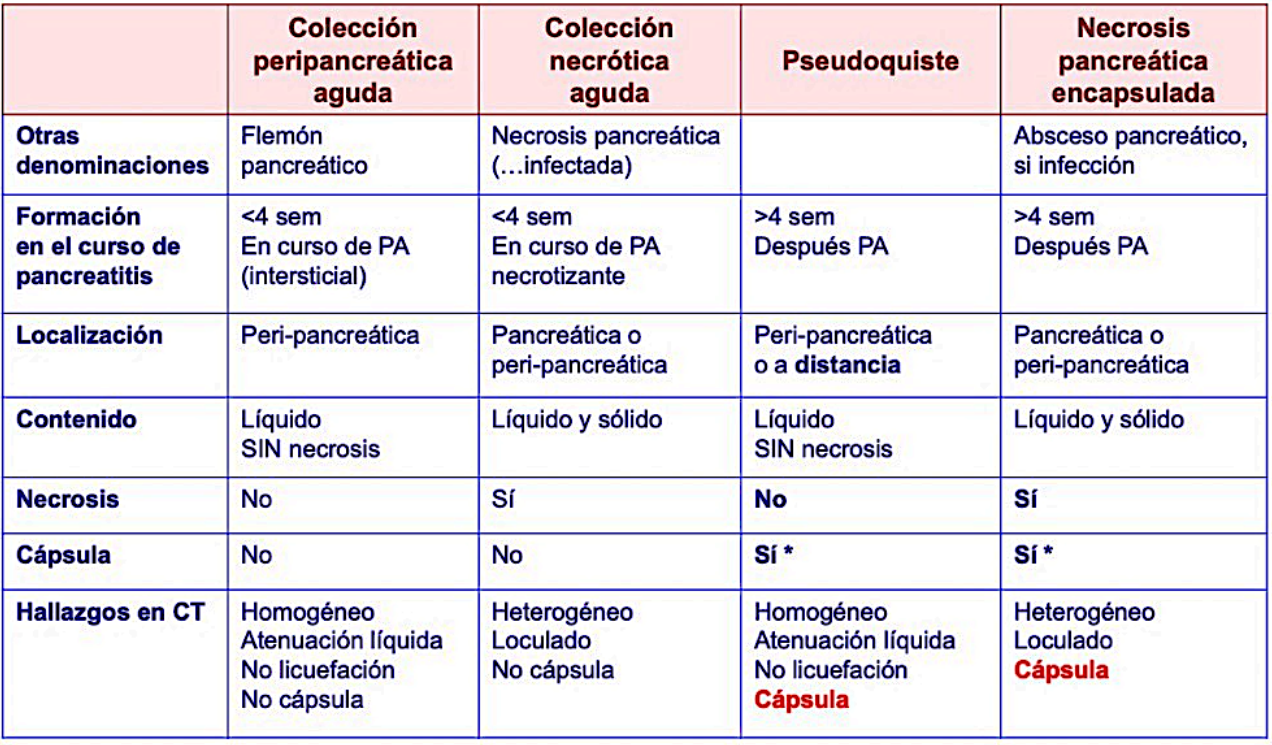 Colección
peripancreática
aguda
Colección
necrótica
aguda
Pseudoquiste
Necrosis
pancreática
encapsulada
Otras
denominaciones
Flemón
pancreático
Necrosis pancreática
(…infectada)
Absceso pancreático,
si infección
Formación
en el curso de
pancreatitis
<4 sem
En curso de PA
(intersticial)
<4 sem
En curso de PA
necrotizante
>4 sem
Después PA
>4 sem
Después PA
Localización
Peri-pancreática
Pancreática o
peri-pancreática
Peri-pancreática
o a distancia
Pancreática o
peri-pancreática
Contenido
Líquido
SIN necrosis
Líquido y sólido
Líquido
SIN necrosis
Líquido y sólido
Necrosis
No
Sí
No
Sí
Cápsula
No
No
Sí *
Sí *
Hallazgos en CT
Homogéneo
Atenuación líquida
No licuefación
No cápsula
Heterogéneo
Loculado
No cápsula
Homogéneo
Atenuación líquida
No licuefación
Cápsula
Heterogéneo
Loculado
Cápsula